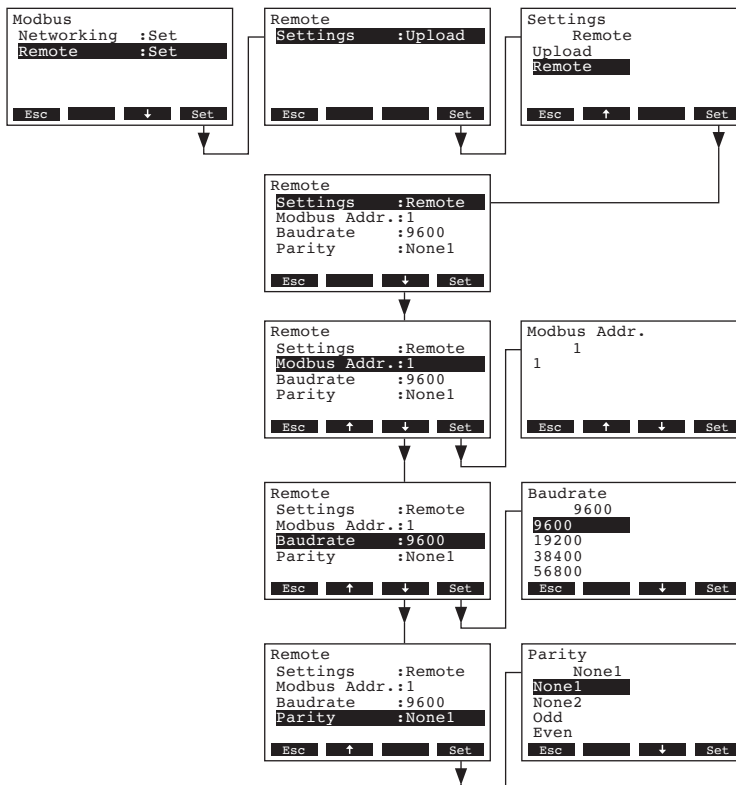 Modbus
Networking :Set
Remote :Set
Esc ↓ Set
Remote
Settings :Upload
Esc Set
Settings
Remote
Upload
Remote
Esc ↑ Set
Remote
Settings :Remote
Modbus Addr.:1
Baudrate :9600
Parity :None1
Esc ↓ Set
Remote
Settings :Remote
Modbus Addr.:1
Baudrate :9600
Parity :None1
Esc ↑ ↓ Set
Modbus Addr.
1
1
Esc ↑ ↓ Set
Remote
Settings :Remote
Modbus Addr.:1
Baudrate :9600
Parity :None1
Esc ↑ ↓ Set
Baudrate
9600
9600
19200
38400
56800
Esc ↓ Set
Remote
Settings :Remote
Modbus Addr.:1
Baudrate :9600
Parity :None1
Esc ↑ Set
Parity
None1
None1
None2
Odd
Even
Esc ↓ Set